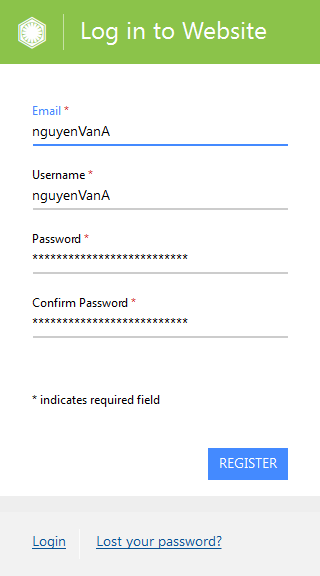 Log in to Website
Email *
nguyenVanA
Username *
nguyenVanA
Password *
**************************
Confirm Password *
**************************
* indicates required field
REGISTER
Login
Lost your password?